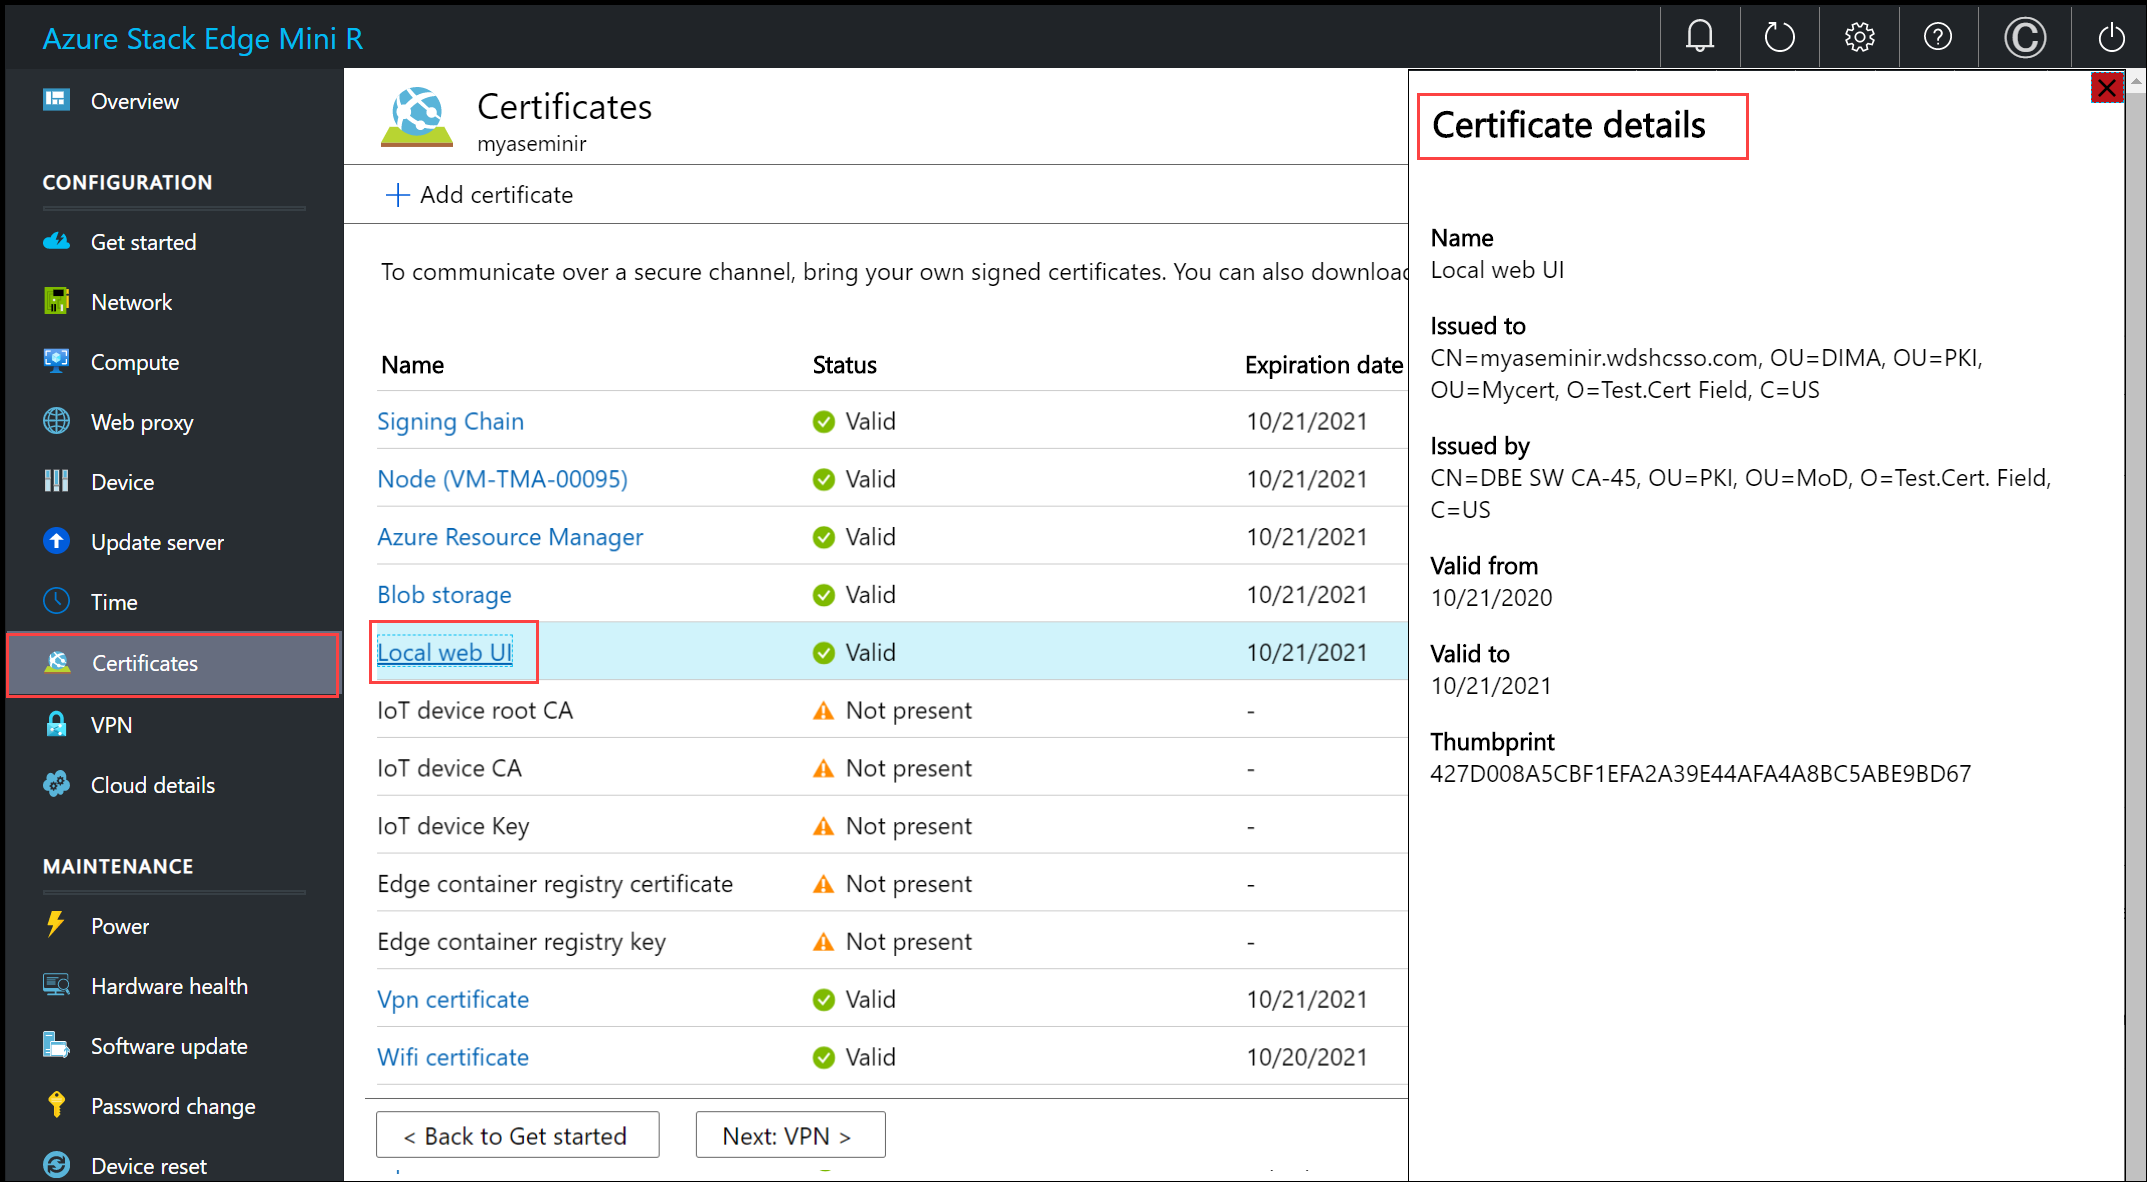 Azure Stack Edge Mini R
Overview
CONFIGURATION
Get started
Network
Compute
Web proxy
Device
Update server
Time
Certificates
VPN
Cloud details
MAINTENANCE
Power
Hardware health
Software update
Password change
Device reset
Certificates
myaseminir
+ Add certificate
To communicate over a secure channel, bring your own signed certificates. You can also download
Name Status Expiration date
Signing Chain Valid 10/21/2021
Node (VM-TMA-00095) Valid 10/21/2021
Azure Resource Manager Valid 10/21/2021
Blob storage Valid 10/21/2021
Local web UI Valid 10/21/2021
IoT device root CA Not present -
IoT device CA Not present -
IoT device Key Not present -
Edge container registry certificate Not present -
Edge container registry key Not present -
Vpn certificate Valid 10/21/2021
Wifi certificate Valid 10/20/2021
< Back to Get started
Next: VPN >
Certificate details
Name
Local web UI
Issued to
CN=myaseminir.wdshcsso.com, OU=DIMA, OU=PKI,
OU=Mycert, O=Test.Cert Field, C=US
Issued by
CN=DBE SW CA-45, OU=PKI, OU=MoD, O=Test.Cert. Field,
C=US
Valid from
10/21/2020
Valid to
10/21/2021
Thumbprint
427D008A5CBF1EFA2A39E44AFA4A8BC5ABE9BD67